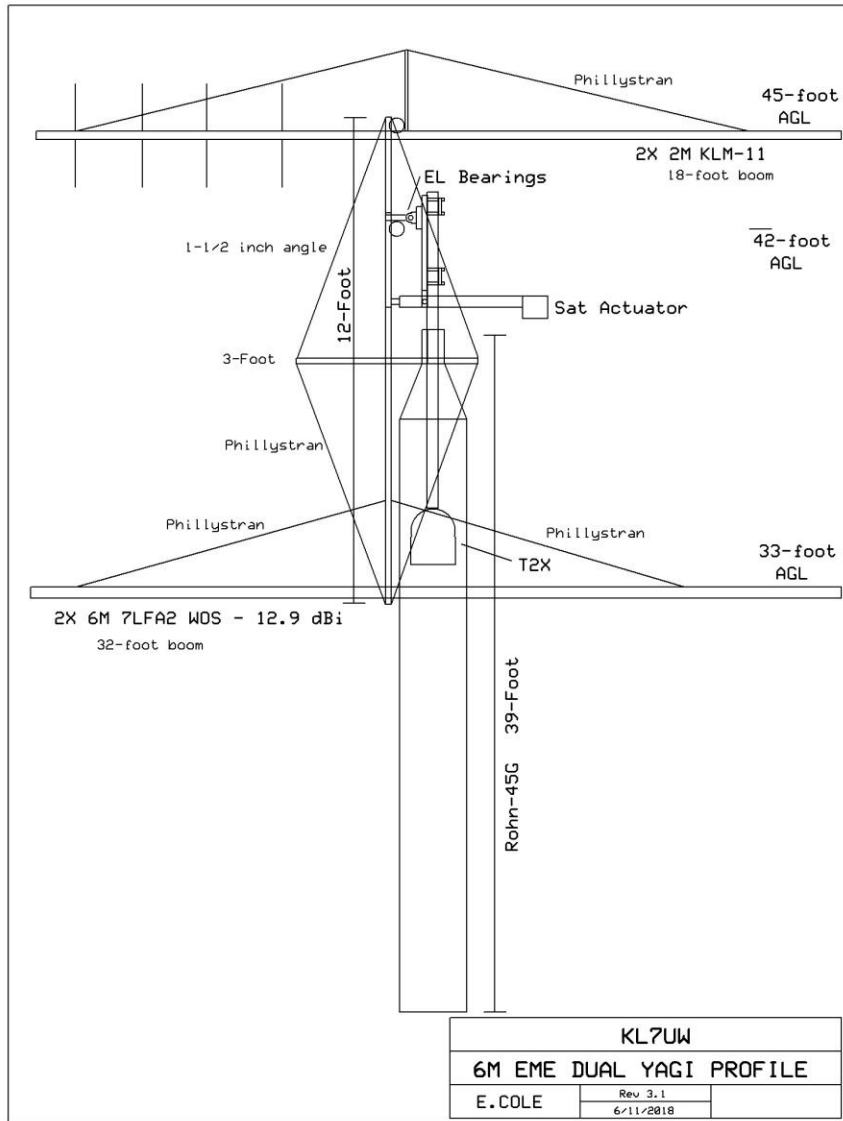 Phillystran
45-foot
AGL
2X 2M KLM-11
18-foot boom
EL Bearings
1-1/2 inch angle
42-foot
AGL
12-Foot
Sat Actuator
3-Foot
Phillystran
Phillystran
Phillystran
T2X
33-foot
AGL
2X 6M 7LFA2 WOS - 12.9 dBi
32-foot boom
Rohn-45G 39-Foot
KL7UW
6M EME DUAL YAGI PROFILE
E.COLE
Rev 3.1
6/11/2018